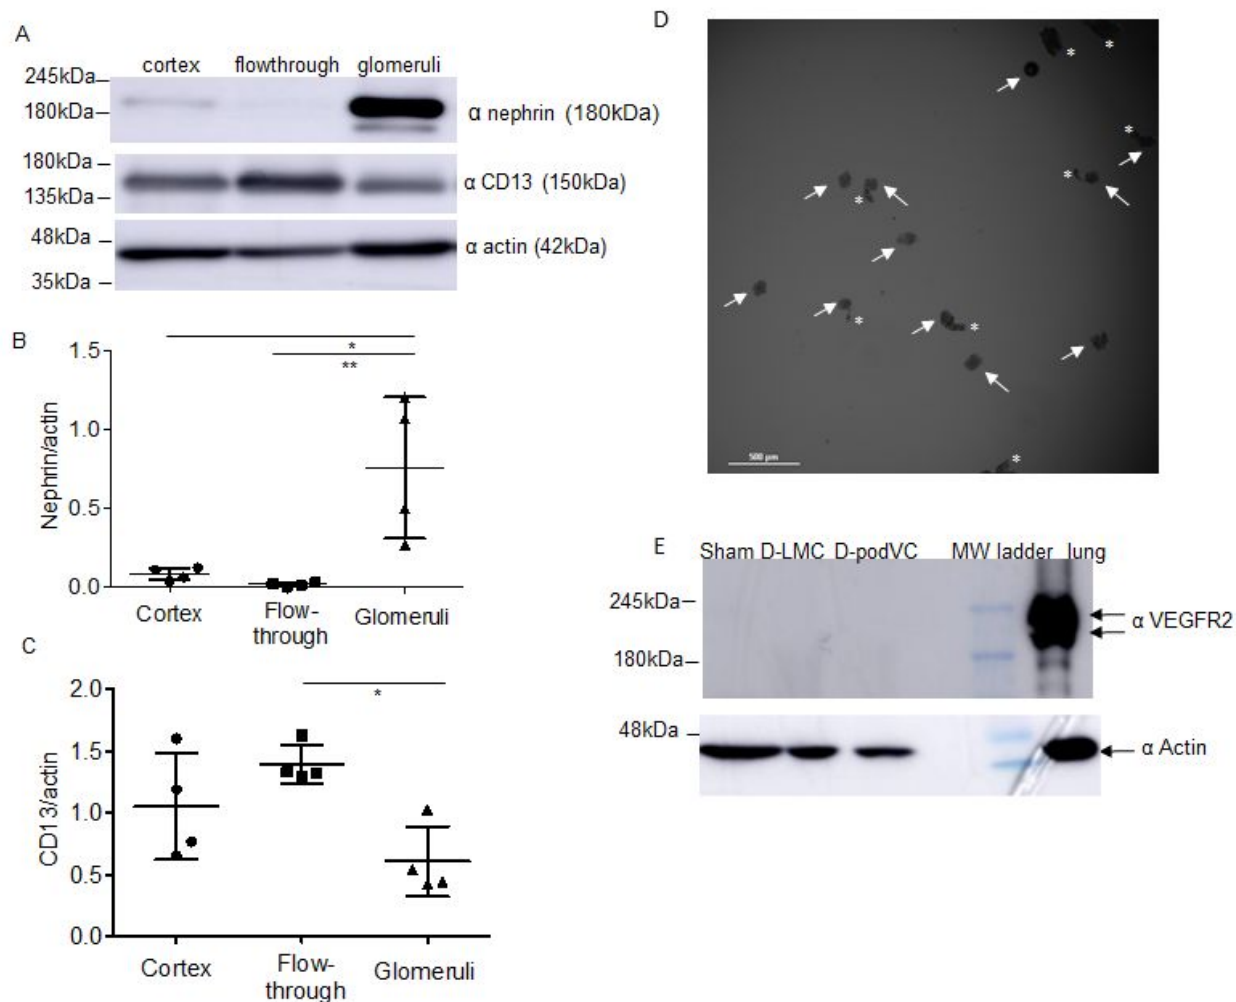 A
cortex flowthrough glomeruli
245kDa
180kDa
α nephrin (180kDa)
180kDa
135kDa
α CD13 (150kDa)
48kDa
35kDa
α actin (42kDa)
B
Nephrin/actin
1.5
1.0
0.5
0.0
*
**
Cortex
Flow-
through
Glomeruli
C
CD13/actin
2.0
1.5
1.0
0.5
0.0
*
Cortex
Flow-
through
Glomeruli
D
*
*
*
*
*
*
*
*
500 µm
E
Sham D-LMC D-podVC MW ladder lung
245kDa
180kDa
α VEGFR2
48kDa
α Actin